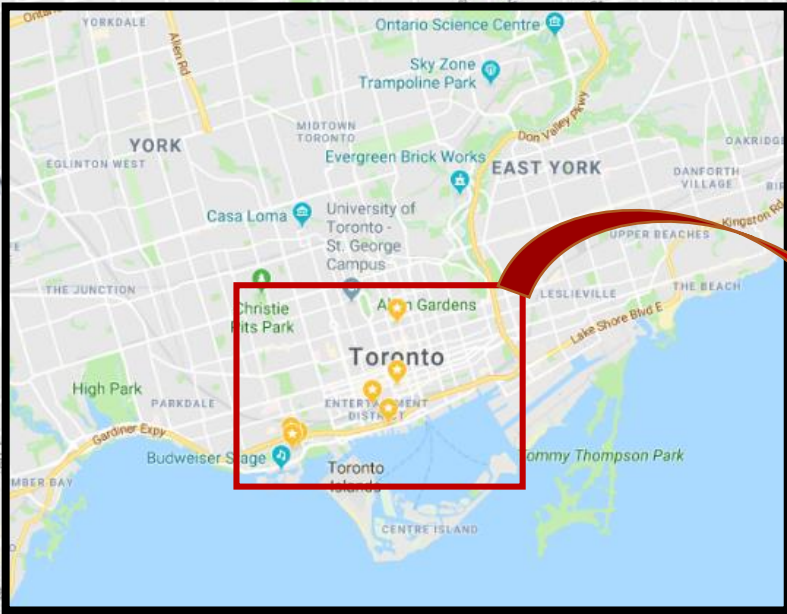 YORKDALE
Allen Rd
Ontario Science Centre
Sky Zone
Trampoline Park
Don Valley Pkwy
MIDTOWN
TORONTO
YORK
EGLINTON WEST
Evergreen Brick Works
EAST YORK
DANFORTH
VILLAGE
Casa Loma
University of
Toronto -
St. George
Campus
Kingston Rd
UPPER BEACHES
THE JUNCTION
Christie
Pits Park
Allan Gardens
LESLIEVILLE
THE BEACH
Lake Shore Blvd E
Toronto
High Park
PARKDALE
ENTERTAINMENT
DISTRICT
Gardiner Expy
Budweiser Stage
Toronto
Islands
Tommy Thompson Park
CENTRE ISLAND